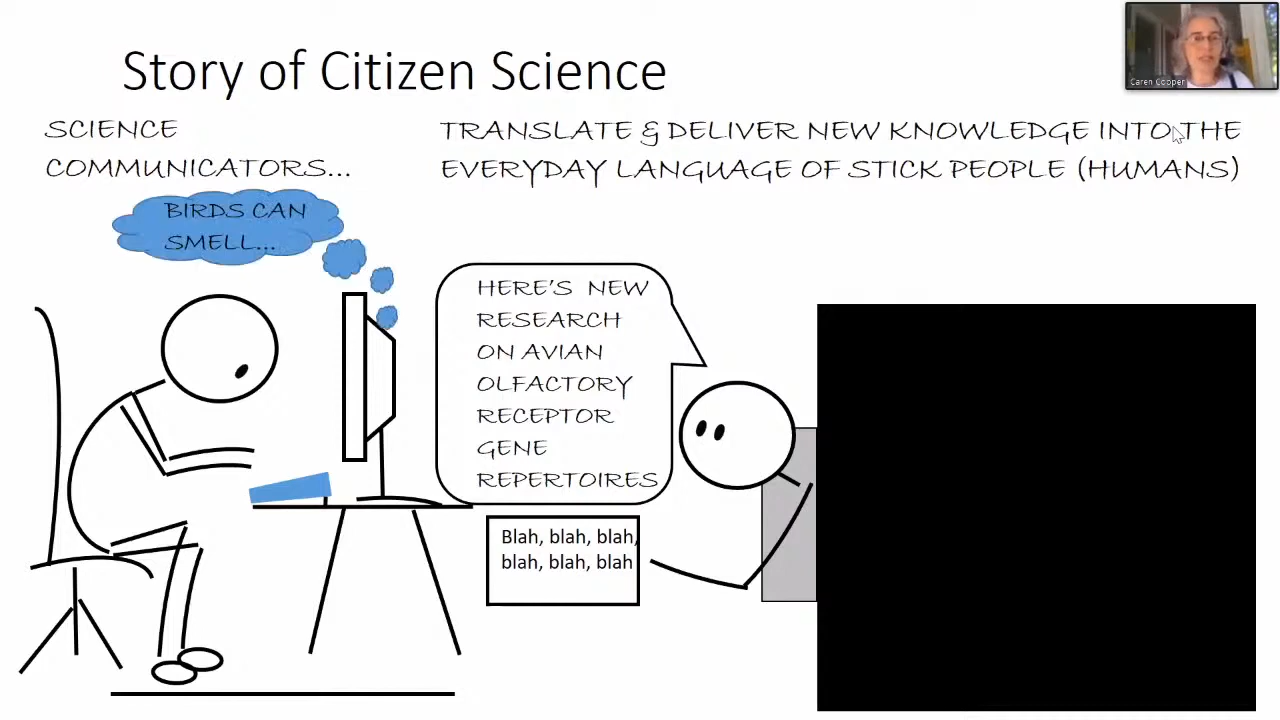 Story of Citizen Science
Caren Cooper
SCIENCE
COMMUNICATORS...
TRANSLATE & DELIVER NEW KNOWLEDGE INTO THE
EVERYDAY LANGUAGE OF STICK PEOPLE (HUMANS)
BIRDS CAN
SMELL...
HERE'S NEW
RESEARCH
ON AVIAN
OLFACTORY
RECEPTOR
GENE
REPERTOIRES
Blah, blah, blah,
blah, blah, blah